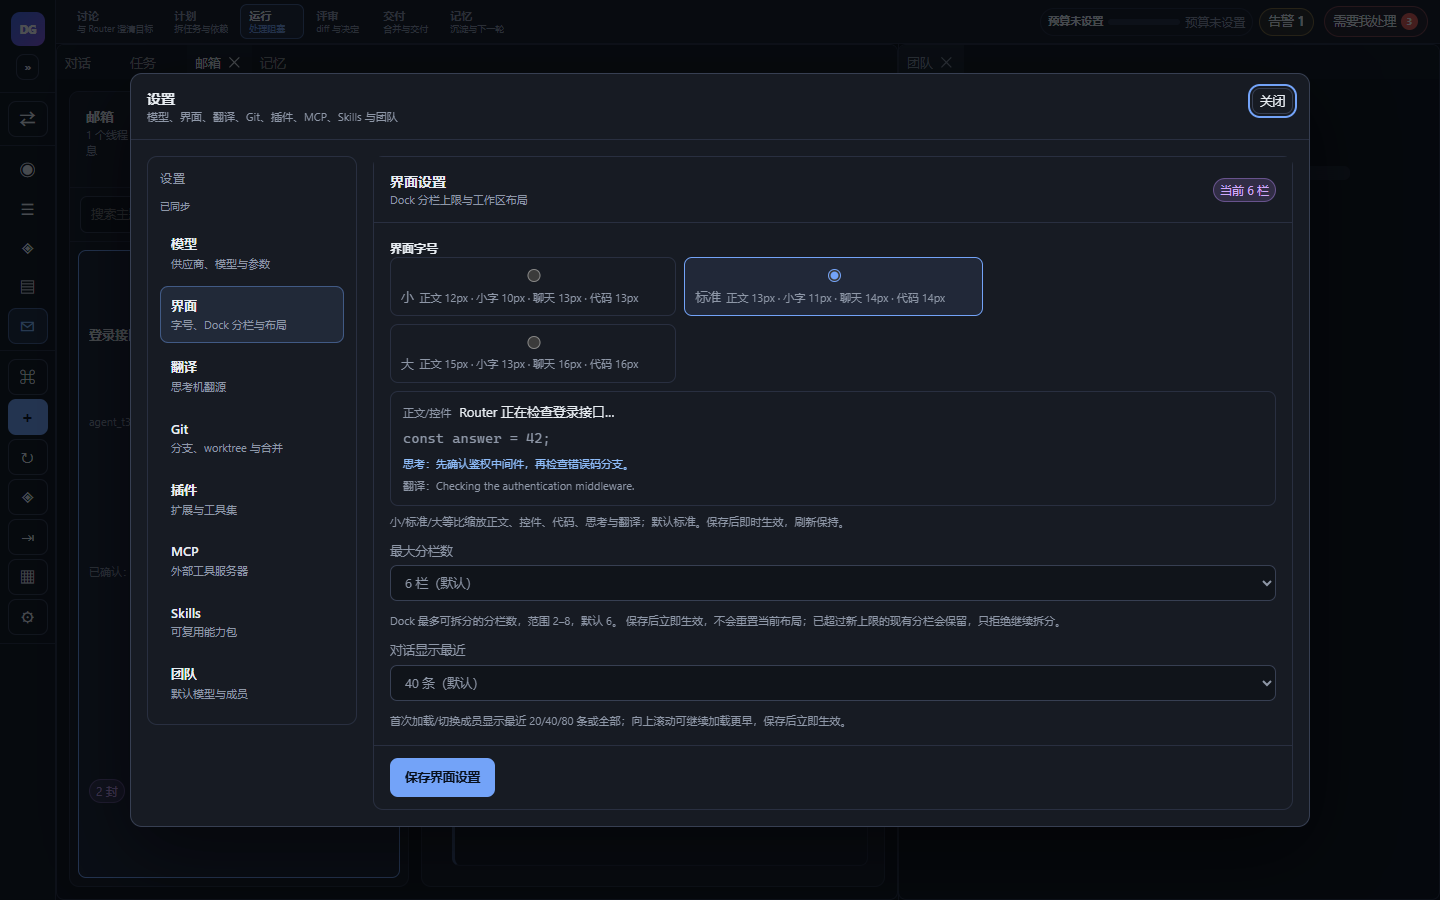 DG
讨论
与 Router 澄清目标
计划
拆任务与依赖
运行
处理阻塞
评审
diff 与决定
交付
合并与交付
记忆
沉淀与下一轮
预算未设置
预算未设置
告警 1
需要我处理 3
»
对话
任务
邮箱
记忆
团队
邮箱
1 个线程
息
搜索主
登录接
agent_t3
已确认:
2 封
设置
模型、界面、翻译、Git、插件、MCP、Skills 与团队
关闭
设置
已同步
模型
供应商、模型与参数
界面
字号、Dock 分栏与布局
翻译
思考机翻源
Git
分支、worktree 与合并
插件
扩展与工具集
MCP
外部工具服务器
Skills
可复用能力包
团队
默认模型与成员
界面设置
Dock 分栏上限与工作区布局
当前 6 栏
界面字号
小 正文 12px · 小字 10px · 聊天 13px · 代码 13px
标准 正文 13px · 小字 11px · 聊天 14px · 代码 14px
大 正文 15px · 小字 13px · 聊天 16px · 代码 16px
正文/控件 Router 正在检查登录接口...
const answer = 42;
思考：先确认鉴权中间件，再检查错误码分支。
翻译：Checking the authentication middleware.
小/标准/大等比缩放正文、控件、代码、思考与翻译；默认标准。保存后即时生效，刷新保持。
最大分栏数
6 栏（默认）
Dock 最多可拆分的分栏数，范围 2–8，默认 6。 保存后立即生效，不会重置当前布局；已超过新上限的现有分栏会保留，只拒绝继续拆分。
对话显示最近
40 条（默认）
首次加载/切换成员显示最近 20/40/80 条或全部；向上滚动可继续加载更早，保存后立即生效。
保存界面设置